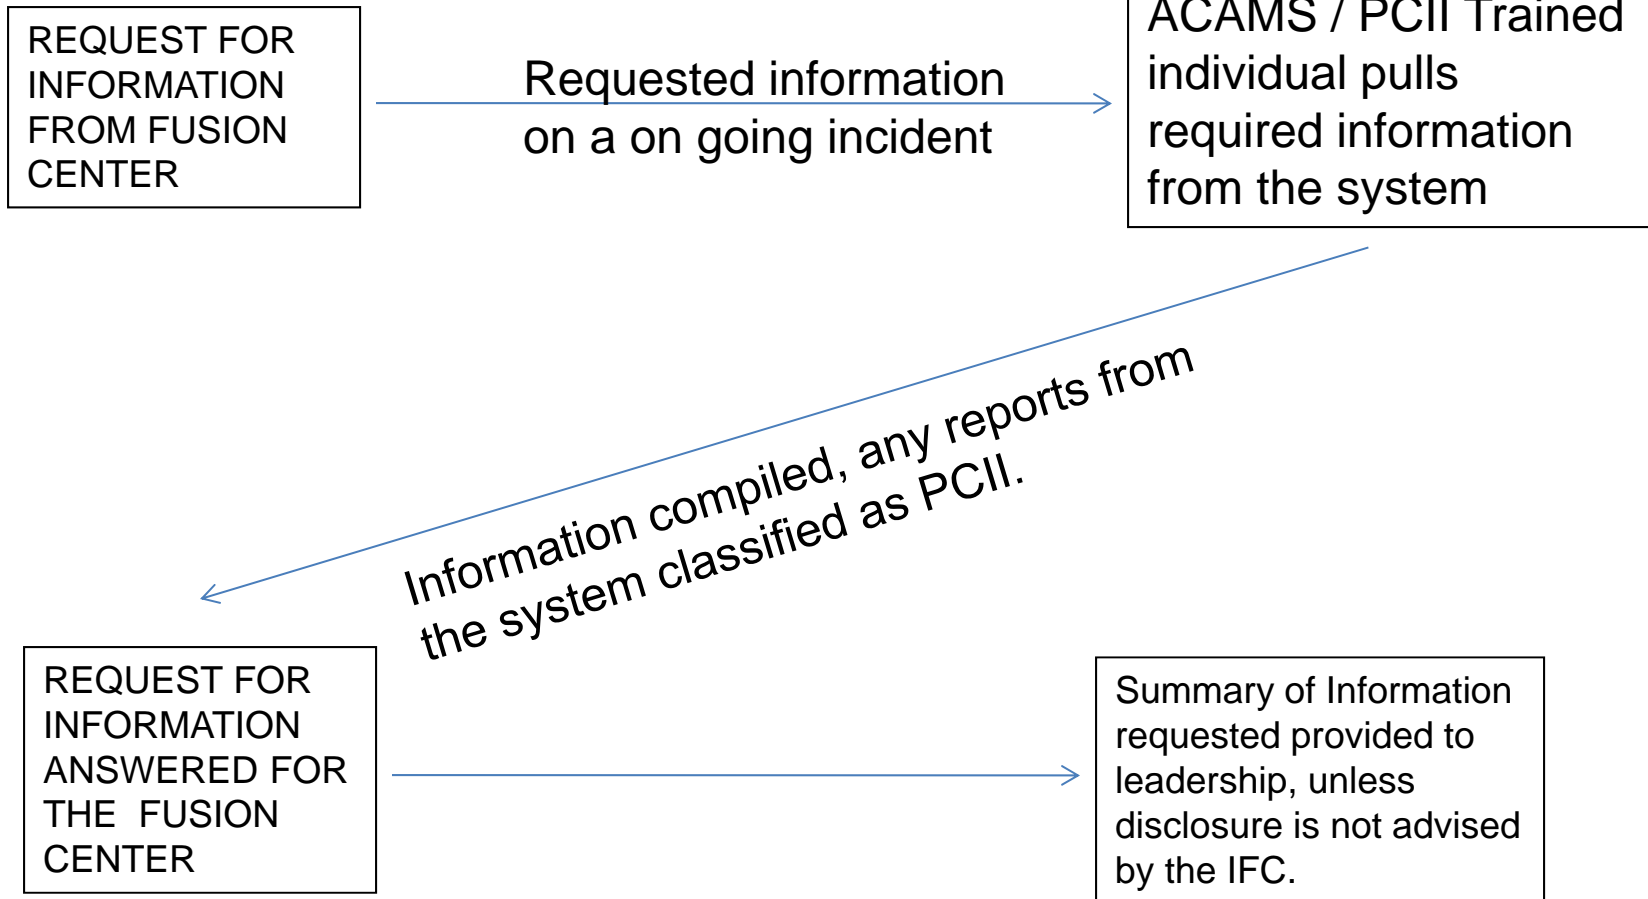 REQUEST FOR
INFORMATION
FROM FUSION
CENTER
Requested information
on a on going incident
ACAMS / PCII Trained
individual pulls
required information
from the system
Information compiled, any reports from
the system classified as PCII.
REQUEST FOR
INFORMATION
ANSWERED FOR
THE FUSION
CENTER
Summary of Information
requested provided to
leadership, unless
disclosure is not advised
by the IFC.